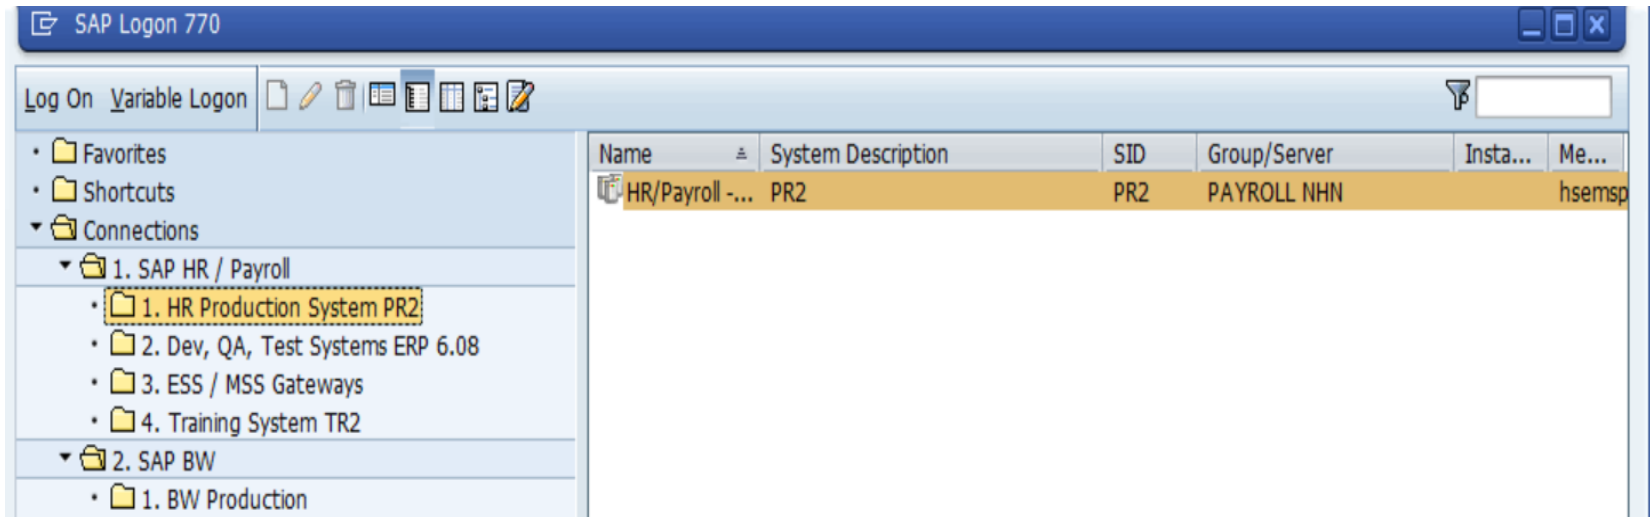 SAP Logon 770
Log On Variable Logon
Favorites
Shortcuts
Connections
1. SAP HR / Payroll
1. HR Production System PR2
2. Dev, QA, Test Systems ERP 6.08
3. ESS / MSS Gateways
4. Training System TR2
2. SAP BW
1. BW Production
Name System Description SID Group/Server Insta... Me...
HR/Payroll -... PR2 PR2 PAYROLL NHN hsemsp